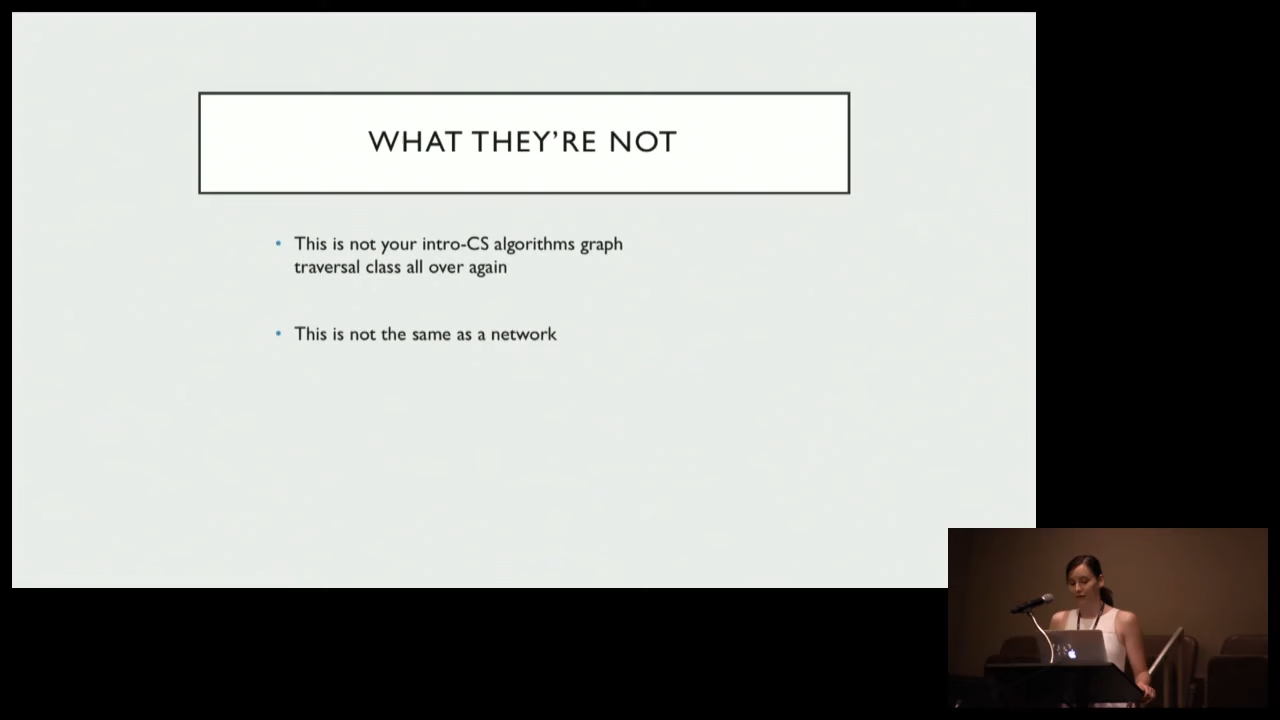 WHAT THEY'RE NOT
• This is not your intro-CS algorithms graph
traversal class all over again
• This is not the same as a network